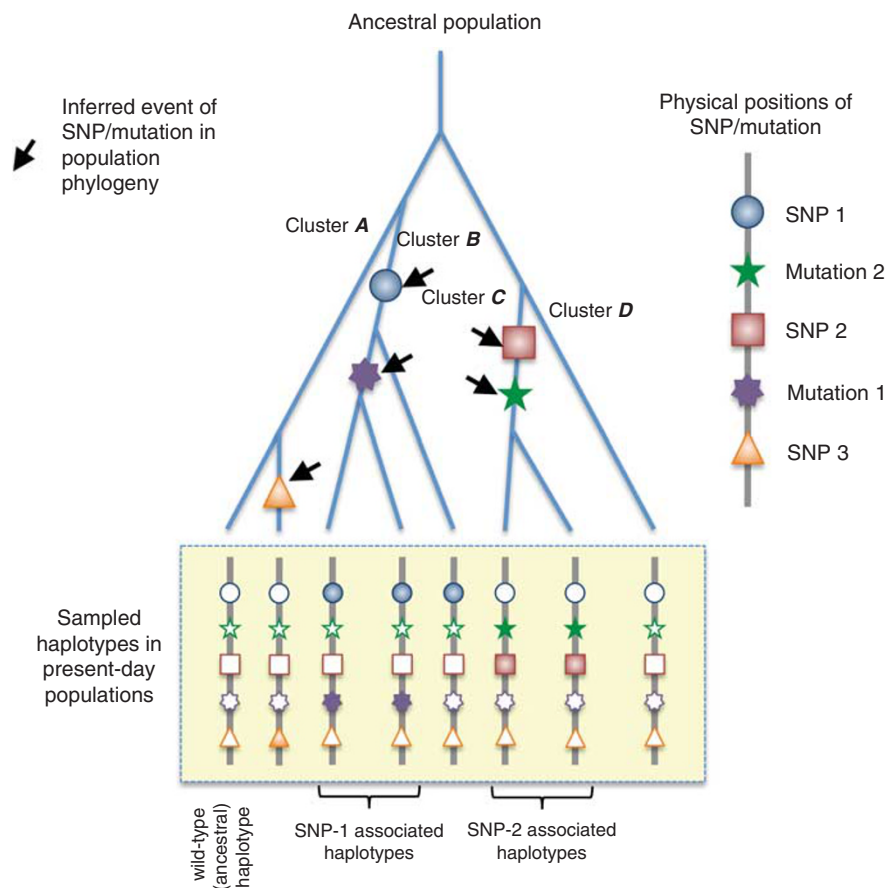 Ancestral population
Inferred event of
SNP/mutation in
population
phylogeny
Physical positions of
SNP/mutation
SNP 1
Mutation 2
SNP 2
Mutation 1
SNP 3
Cluster A
Cluster B
Cluster C
Cluster D
Sampled
haplotypes in
present-day
populations
wild-type
(ancestral)
haplotype
SNP-1 associated
haplotypes
SNP-2 associated
haplotypes